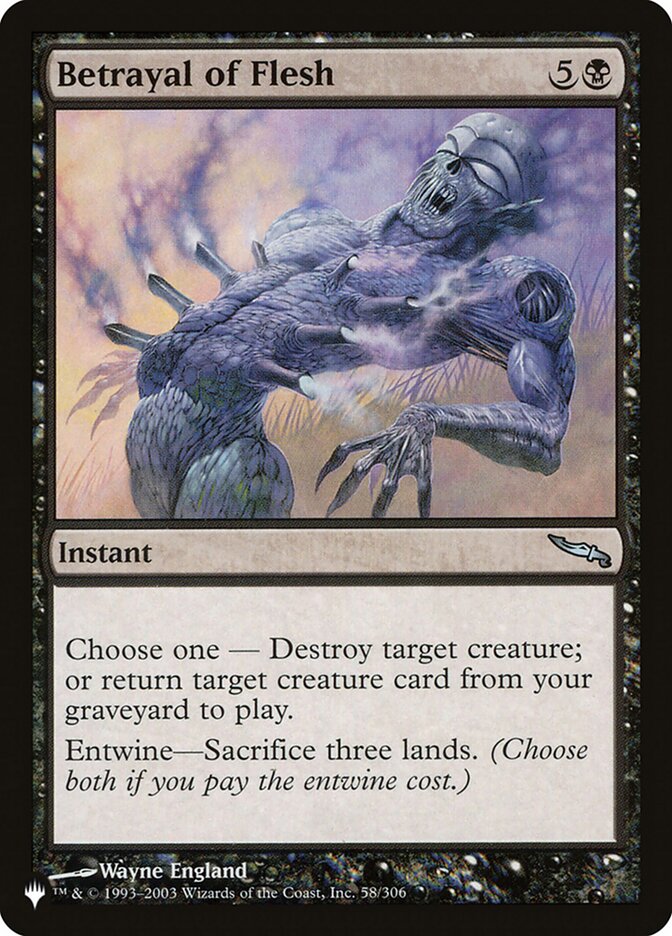 Betrayal of Flesh 5
Instant
Choose one — Destroy target creature;
or return target creature card from your
graveyard to play.
Entwine—Sacrifice three lands. (Choose
both if you pay the entwine cost.)
Wayne England
™ & © 1993–2003 Wizards of the Coast, Inc. 58/306